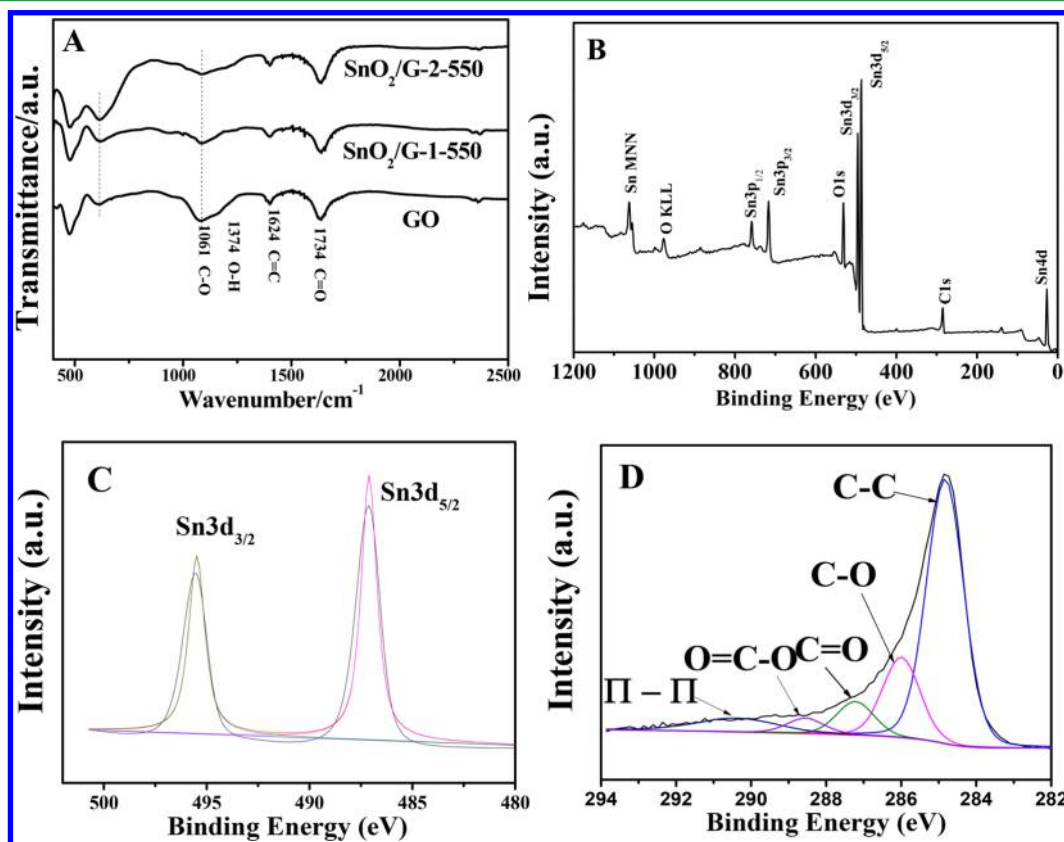 A
SnO2/G-2-550
SnO2/G-1-550
GO
1061 C-O
1374 O-H
1624 C=C
1734 C=O
Transmittance/a.u.
500 1000 1500 2000 2500
Wavenumber/cm-1
B
Sn MNN
O KLL
Sn3p1/2
Sn3p3/2
O1s
Sn3d3/2
Sn3d5/2
C1s
Sn4d
Intensity (a.u.)
1200 1000 800 600 400 200 0
Binding Energy (eV)
C
Sn3d3/2
Sn3d5/2
Intensity (a.u.)
500 495 490 485 480
Binding Energy (eV)
D
C-C
C-O
C=O
O=C-O
Π – Π
Intensity (a.u.)
294 292 290 288 286 284 282
Binding Energy (eV)